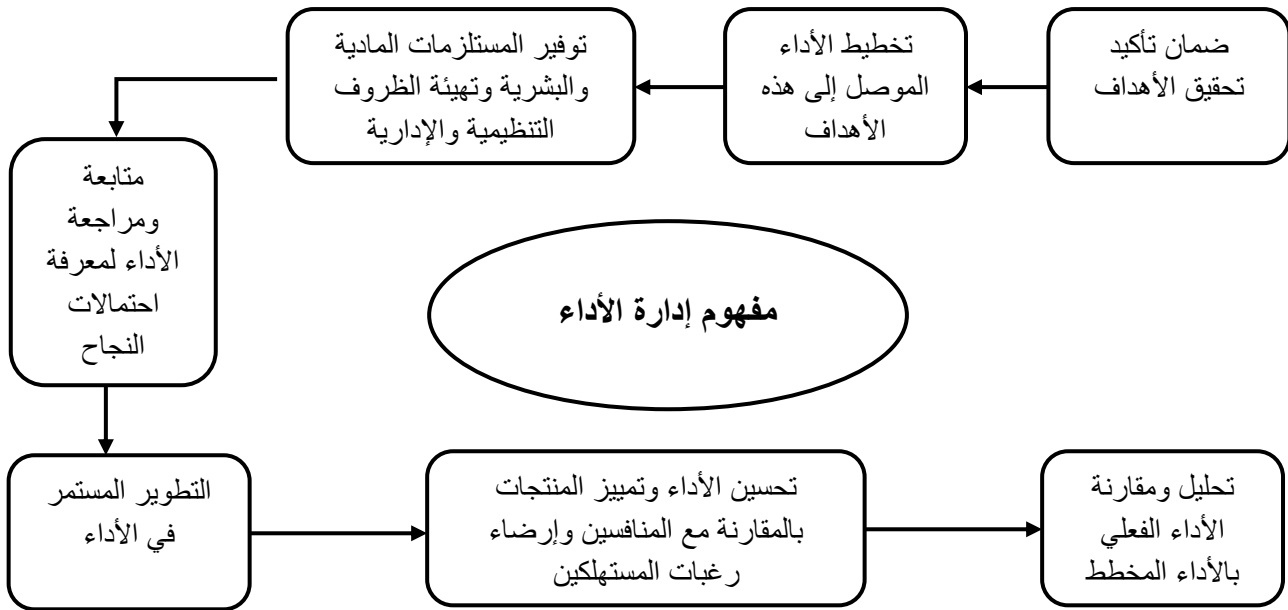 ضمان تأكيد
تحقيق الأهداف
تخطيط الأداء
الموصل إلى هذه
الأهداف
توفير المستلزمات المادية
والبشرية وتهيئة الظروف
التنظيمية والإدارية
متابعة
ومراجعة
الأداء لمعرفة
احتمالات
النجاح
مفهوم إدارة الأداء
التطوير المستمر
في الأداء
تحسين الأداء وتمييز المنتجات
بالمقارنة مع المنافسين وإرضاء
رغبات المستهلكين
تحليل ومقارنة
الأداء الفعلي
بالأداء المخطط